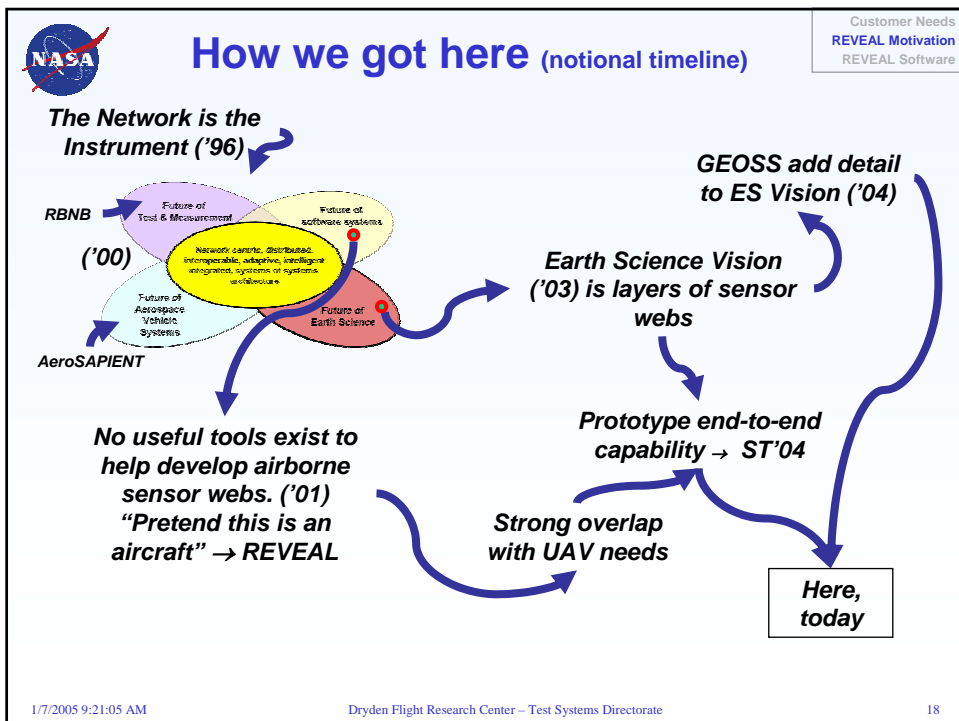 NASA
How we got here (notional timeline)
Customer Needs
REVEAL Motivation
REVEAL Software
The Network is the
Instrument ('96)
RBNB
('00)
AeroSAPIENT
Future of
Test & Measurement
Future of
software systems
Network centric, distributed,
interoperable, adaptive, intelligent
integrated, systems of systems
architecture
Future of
Aerospace
Vehicle
Systems
Future of
Earth Science
GEOSS add detail
to ES Vision ('04)
Earth Science Vision
('03) is layers of sensor
webs
No useful tools exist to
help develop airborne
sensor webs. ('01)
“Pretend this is an
aircraft” → REVEAL
Strong overlap
with UAV needs
Prototype end-to-end
capability → ST'04
Here,
today
1/7/2005 9:21:05 AM
Dryden Flight Research Center – Test Systems Directorate
18